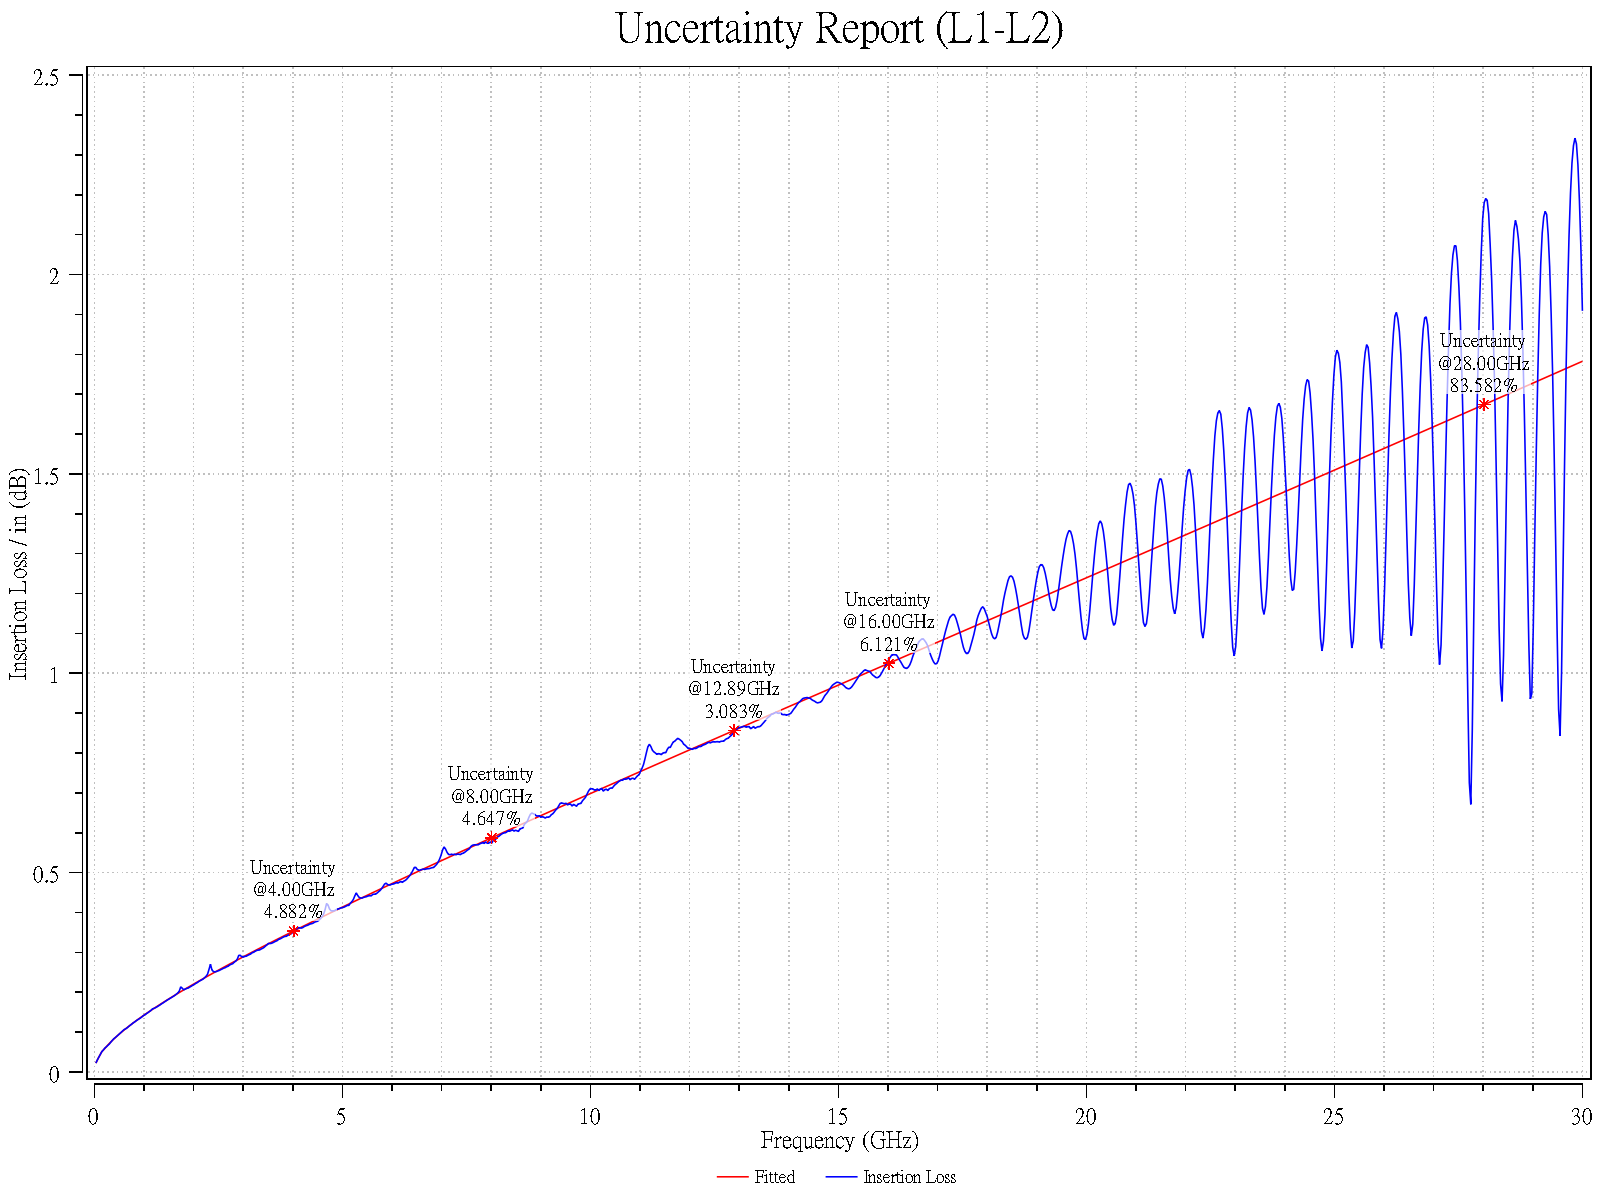 Uncertainty Report (L1-L2)
2.5
2
1.5
1
0.5
0
Insertion Loss / in (dB)
Uncertainty
@4.00GHz
4.882%
Uncertainty
@8.00GHz
4.647%
Uncertainty
@12.89GHz
3.083%
Uncertainty
@16.00GHz
6.121%
Uncertainty
@28.00GHz
83.582%
0 5 10 15 20 25 30
Frequency (GHz)
Fitted Insertion Loss